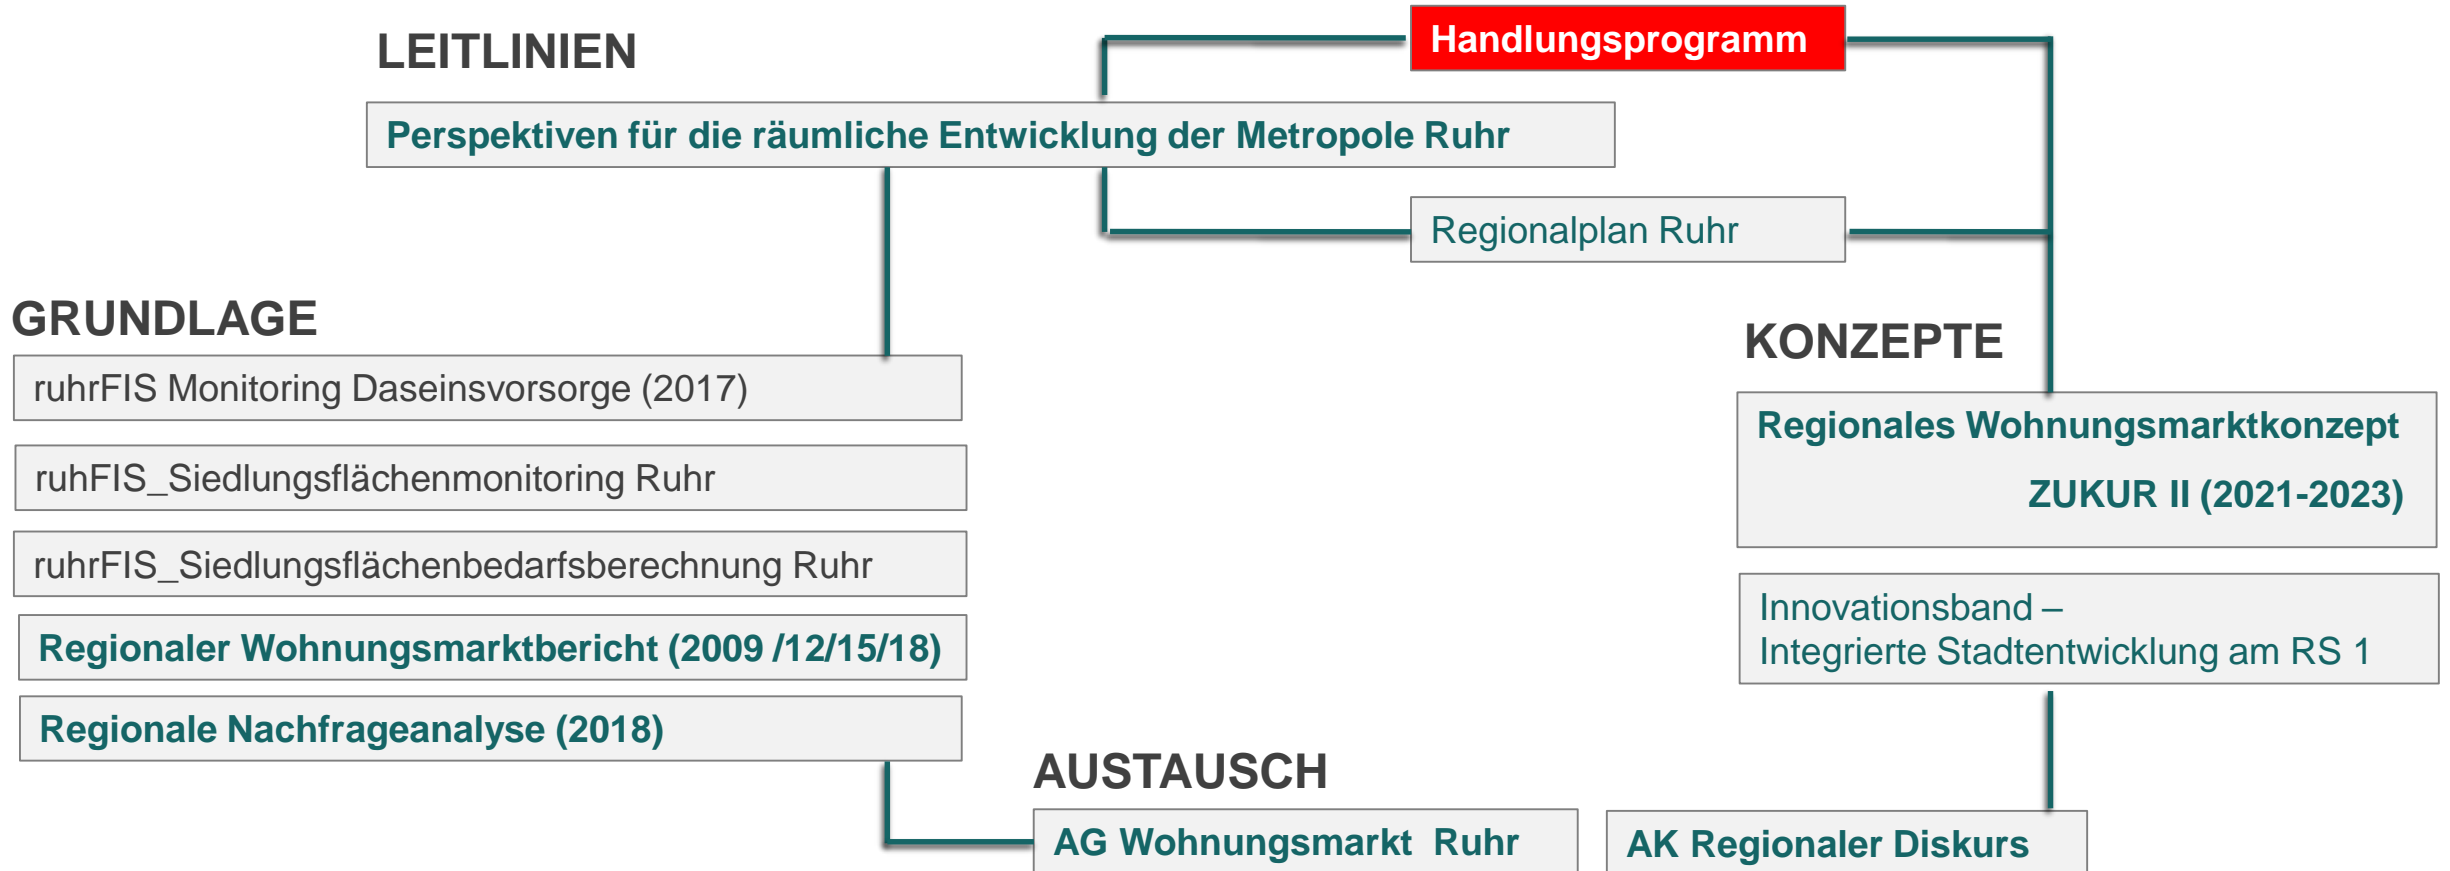 LEITLINIEN
Handlungsprogramm
Perspektiven für die räumliche Entwicklung der Metropole Ruhr
Regionalplan Ruhr
GRUNDLAGE
ruhrFIS Monitoring Daseinsvorsorge (2017)
ruhFIS_Siedlungsflächenmonitoring Ruhr
ruhrFIS_Siedlungsflächenbedarfsberechnung Ruhr
Regionaler Wohnungsmarktbericht (2009 /12/15/18)
Regionale Nachfrageanalyse (2018)
KONZEPTE
Regionales Wohnungsmarktkonzept
ZUKUR II (2021-2023)
Innovationsband –
Integrierte Stadtentwicklung am RS 1
AUSTAUSCH
AG Wohnungsmarkt Ruhr
AK Regionaler Diskurs